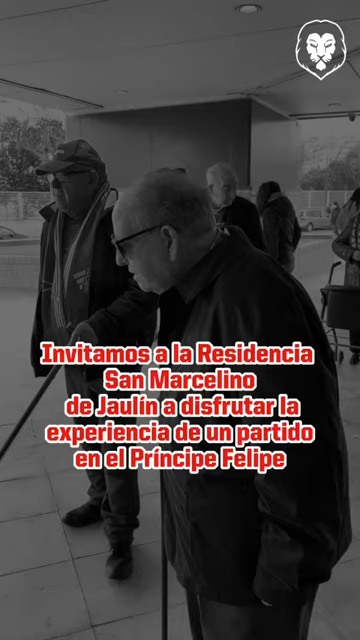 Invitamos a la Residencia
San Marcelino
de Jaulín a disfrutar la
experiencia de un partido
en el Príncipe Felipe